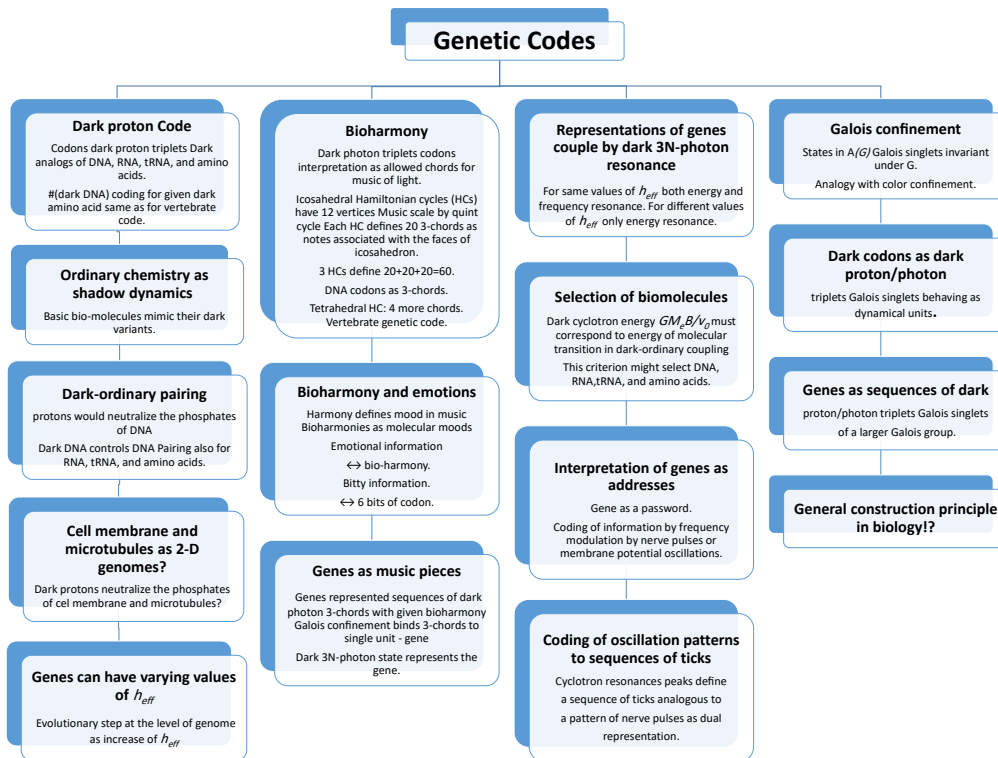 Genetic Codes
Dark proton Code
Codons dark proton triplets Dark
analogs of DNA, RNA, tRNA, and amino
acids.
#(dark DNA) coding for given dark
amino acid same as for vertebrate
code.
Ordinary chemistry as
shadow dynamics
Basic bio-molecules mimic their dark
variants.
Dark-ordinary pairing
protons would neutralize the phosphates
of DNA
Dark DNA controls DNA Pairing also for
RNA, tRNA, and amino acids.
Cell membrane and
microtubules as 2-D
genomes?
Dark protons neutralize the phosphates
of cel membrane and microtubules?
Genes can have varying values
of h_eff
Evolutionary step at the level of genome
as increase of h_eff
Bioharmony
Dark photon triplets codons
interpretation as allowed chords for
music of light.
Icosahedral Hamiltonian cycles (HCs)
have 12 vertices Music scale by quint
cycle Each HC defines 20 3-chords as
notes associated with the faces of
icosahedron.
3 HCs define 20+20+20=60.
DNA codons as 3-chords.
Tetrahedral HC: 4 more chords.
Vertebrate genetic code.
Bioharmony and emotions
Harmony defines mood in music
Bioharmonies as molecular moods
Emotional information
↔ bio-harmony.
Bitty information.
↔ 6 bits of codon.
Genes as music pieces
Genes represented sequences of dark
photon 3-chords with given bioharmony
Galois confinement binds 3-chords to
single unit - gene
Dark 3N-photon state represents the
gene.
Representations of genes
couple by dark 3N-photon
resonance
For same values of h_eff both energy and
frequency resonance. For different values
of h_eff only energy resonance.
Selection of biomolecules
Dark cyclotron energy GM_eB/v_0 must
correspond to energy of molecular
transition in dark-ordinary coupling
This criterion might select DNA,
RNA,tRNA, and amino acids.
Interpretation of genes as
addresses
Gene as a password.
Coding of information by frequency
modulation by nerve pulses or
membrane potential oscillations.
Coding of oscillation patterns
to sequences of ticks
Cyclotron resonances peaks define
a sequence of ticks analogous to
a pattern of nerve pulses as dual
representation.
Galois confinement
States in A(G) Galois singlets invariant
under G.
Analogy with color confinement.
Dark codons as dark
proton/photon
triplets Galois singlets behaving as
dynamical units.
Genes as sequences of dark
proton/photon triplets Galois singlets
of a larger Galois group.
General construction principle
in biology!?